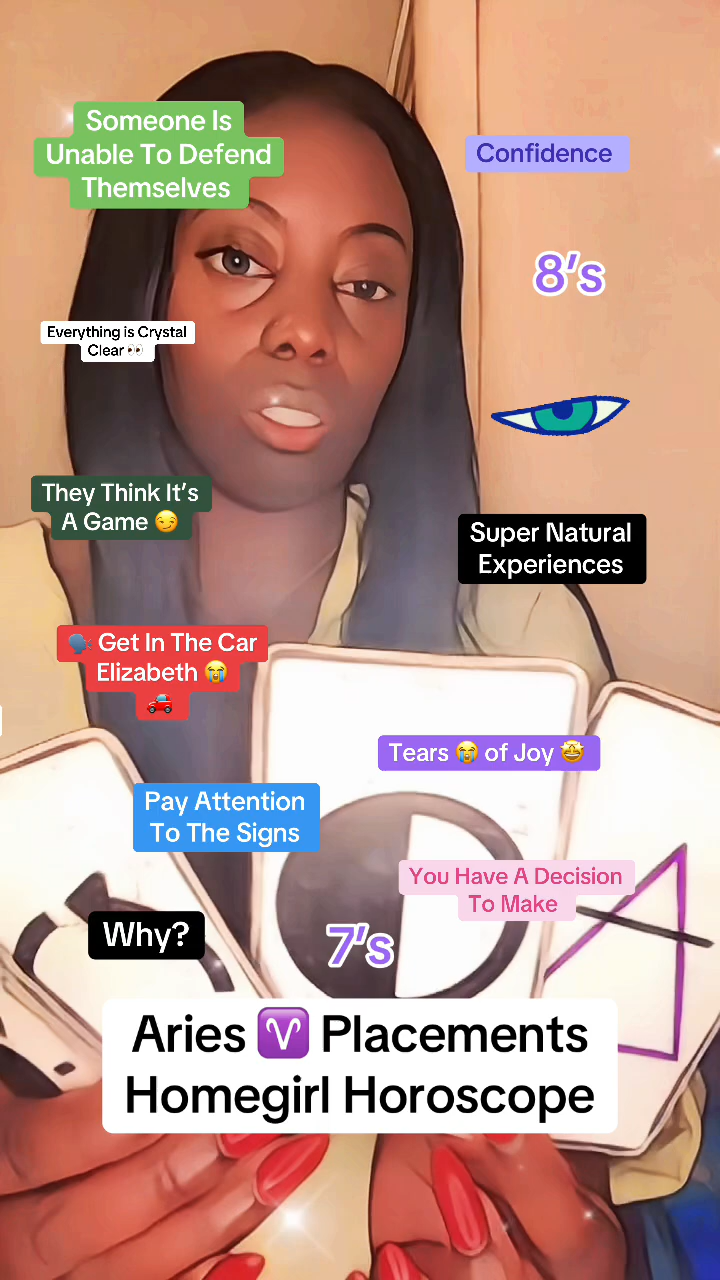 Someone Is
Unable To Defend
Themselves
Confidence
8's
Everything is Crystal
Clear 👀
They Think It's
A Game 😏
Super Natural
Experiences
🗣️ Get In The Car
Elizabeth 😭
🚗
Tears 😭 of Joy 🤩
Pay Attention
To The Signs
You Have A Decision
To Make
Why?
7's
Aries ♈ Placements
Homegirl Horoscope